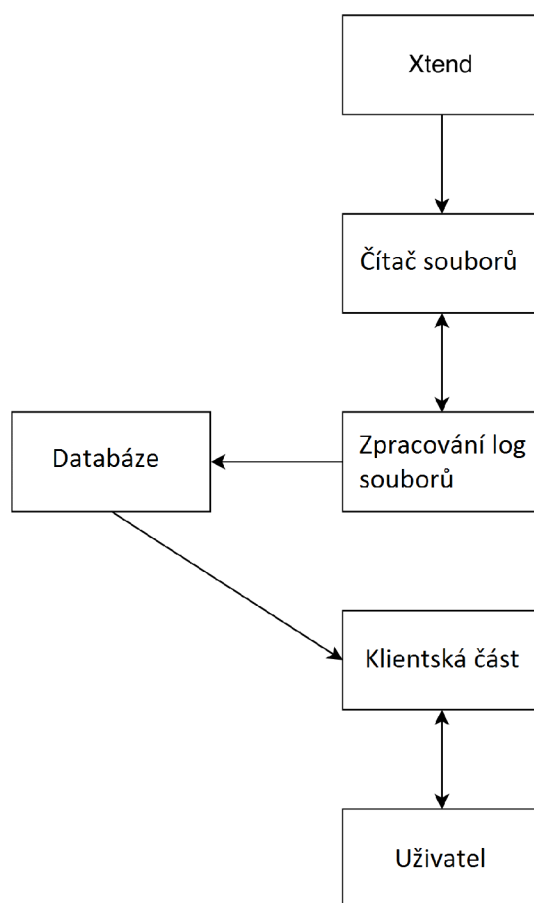 Xtend
Čítač souborů
Databáze
Zpracování log
souborů
Klientská část
Uživatel